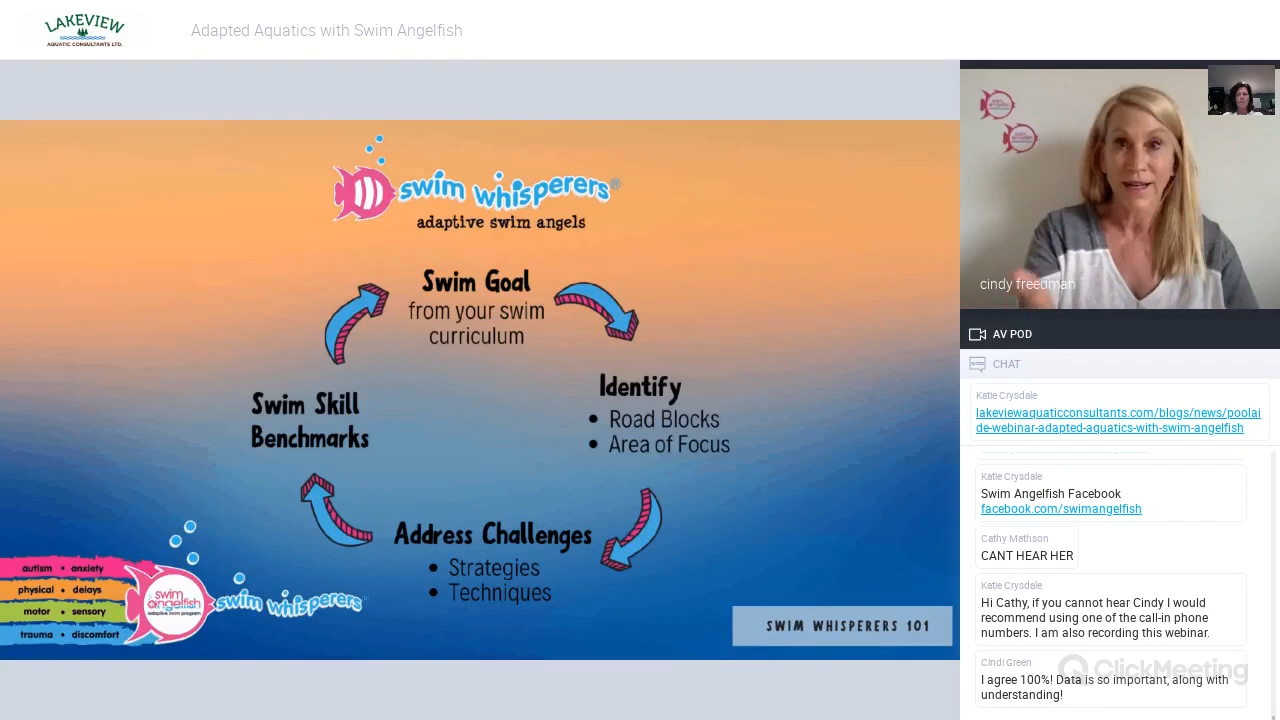 LAKEVIEW
AQUATIC CONSULTANTS LTD.
Adapted Aquatics with Swim Angelfish
swim whisperers®
adaptive swim angels
Swim Goal
from your swim
curriculum
Identify
• Road Blocks
• Area of Focus
Swim Skill
Benchmarks
Address Challenges
• Strategies
• Techniques
autism • anxiety
physical • delays
motor • sensory
trauma • discomfort
swim
angelfish
adaptive swim program
swim whisperers
SWIM WHISPERERS 101
cindy freedman
AV POD
CHAT
Katie Crysdale
lakeviewaquaticconsultants.com/blogs/news/poolai
de-webinar-adapted-aquatics-with-swim-angelfish
Katie Crysdale
Swim Angelfish Facebook
facebook.com/swimangelfish
Cathy Mathson
CANT HEAR HER
Katie Crysdale
Hi Cathy, if you cannot hear Cindy I would
recommend using one of the call-in phone
numbers. I am also recording this webinar.
Cindi Green
I agree 100%! Data is so important, along with
understanding!
ClickMeeting